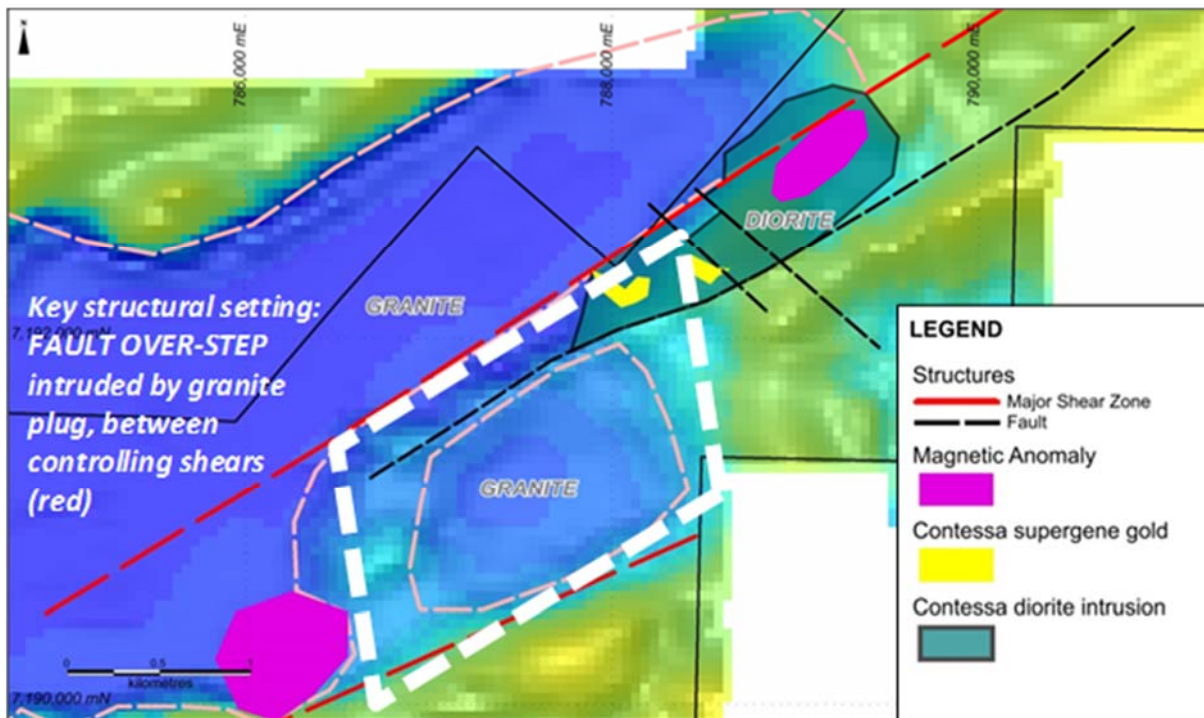 N
786,000 mE
788,000 mE
790,000 mE
DIORITE
GRANITE
7,192,000 mN
Key structural setting:
FAULT OVER-STEP
intruded by granite
plug, between
controlling shears
(red)
GRANITE
0 0.5 1
kilometres
7,190,000 mN
LEGEND
Structures
Major Shear Zone
Fault
Magnetic Anomaly
Contessa supergene gold
Contessa diorite intrusion